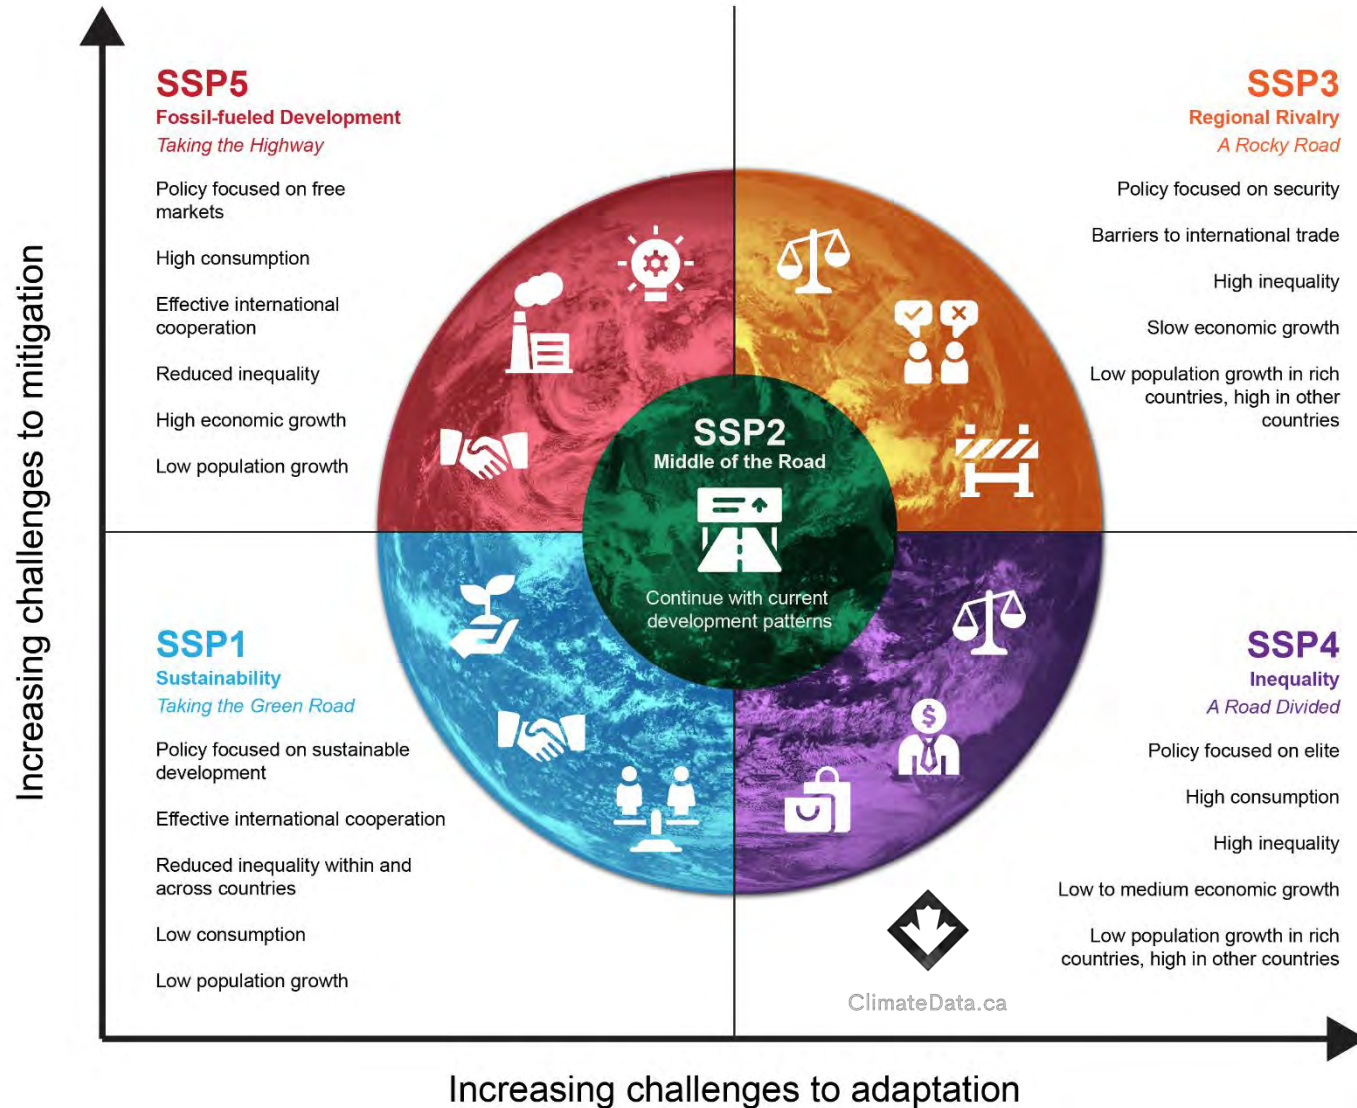 Increasing challenges to mitigation
SSP5
Fossil-fueled Development
Taking the Highway
Policy focused on free
markets
High consumption
Effective international
cooperation
Reduced inequality
High economic growth
Low population growth
SSP3
Regional Rivalry
A Rocky Road
Policy focused on security
Barriers to international trade
High inequality
Slow economic growth
Low population growth in rich
countries, high in other
countries
SSP2
Middle of the Road
Continue with current
development patterns
SSP1
Sustainability
Taking the Green Road
Policy focused on sustainable
development
Effective international cooperation
Reduced inequality within and
across countries
Low consumption
Low population growth
SSP4
Inequality
A Road Divided
Policy focused on elite
High consumption
High inequality
Low to medium economic growth
Low population growth in rich
countries, high in other countries
$
ClimateData.ca
Increasing challenges to adaptation